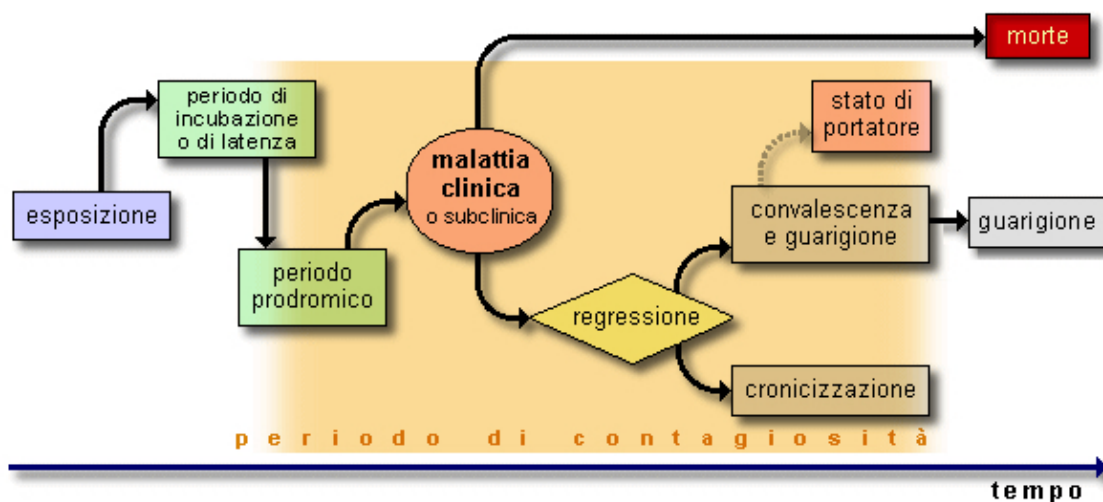 morte
periodo di
incubazione
o di latenza
stato di
portatore
malattia
clinica
o subclinica
esposizione
convalescenza
e guarigione
guarigione
periodo
prodromico
regressione
cronicizzazione
periodo di contagiosità
tempo